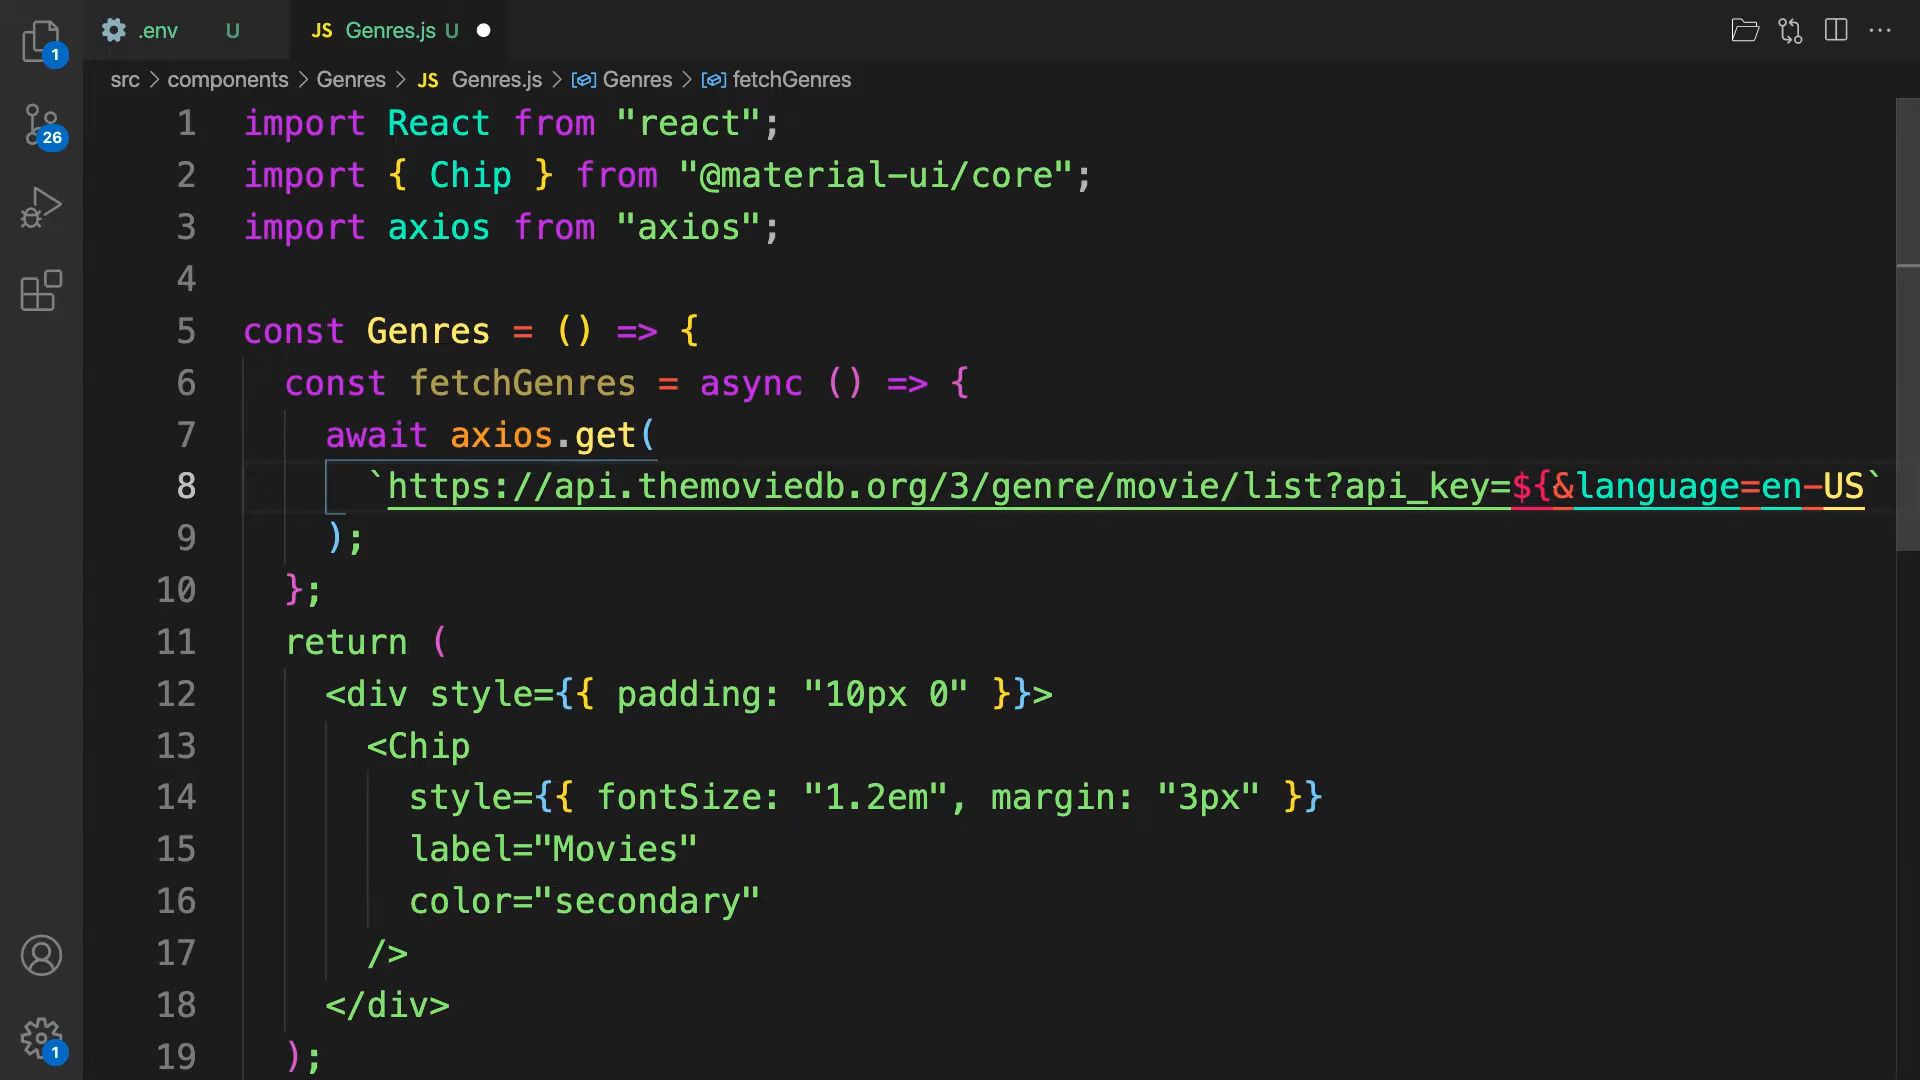 .env U JS Genres.js U
src > components > Genres > JS Genres.js > Genres > fetchGenres
1 import React from "react";
2 import { Chip } from "@material-ui/core";
3 import axios from "axios";
4
5 const Genres = () => {
6 const fetchGenres = async () => {
7 await axios.get(
8 `https://api.themoviedb.org/3/genre/movie/list?api_key=${&language=en-US`
9 );
10 };
11 return (
12 <div style={{ padding: "10px 0" }}>
13 <Chip
14 style={{ fontSize: "1.2em", margin: "3px" }}
15 label="Movies"
16 color="secondary"
17 />
18 </div>
19 );
1
26
1